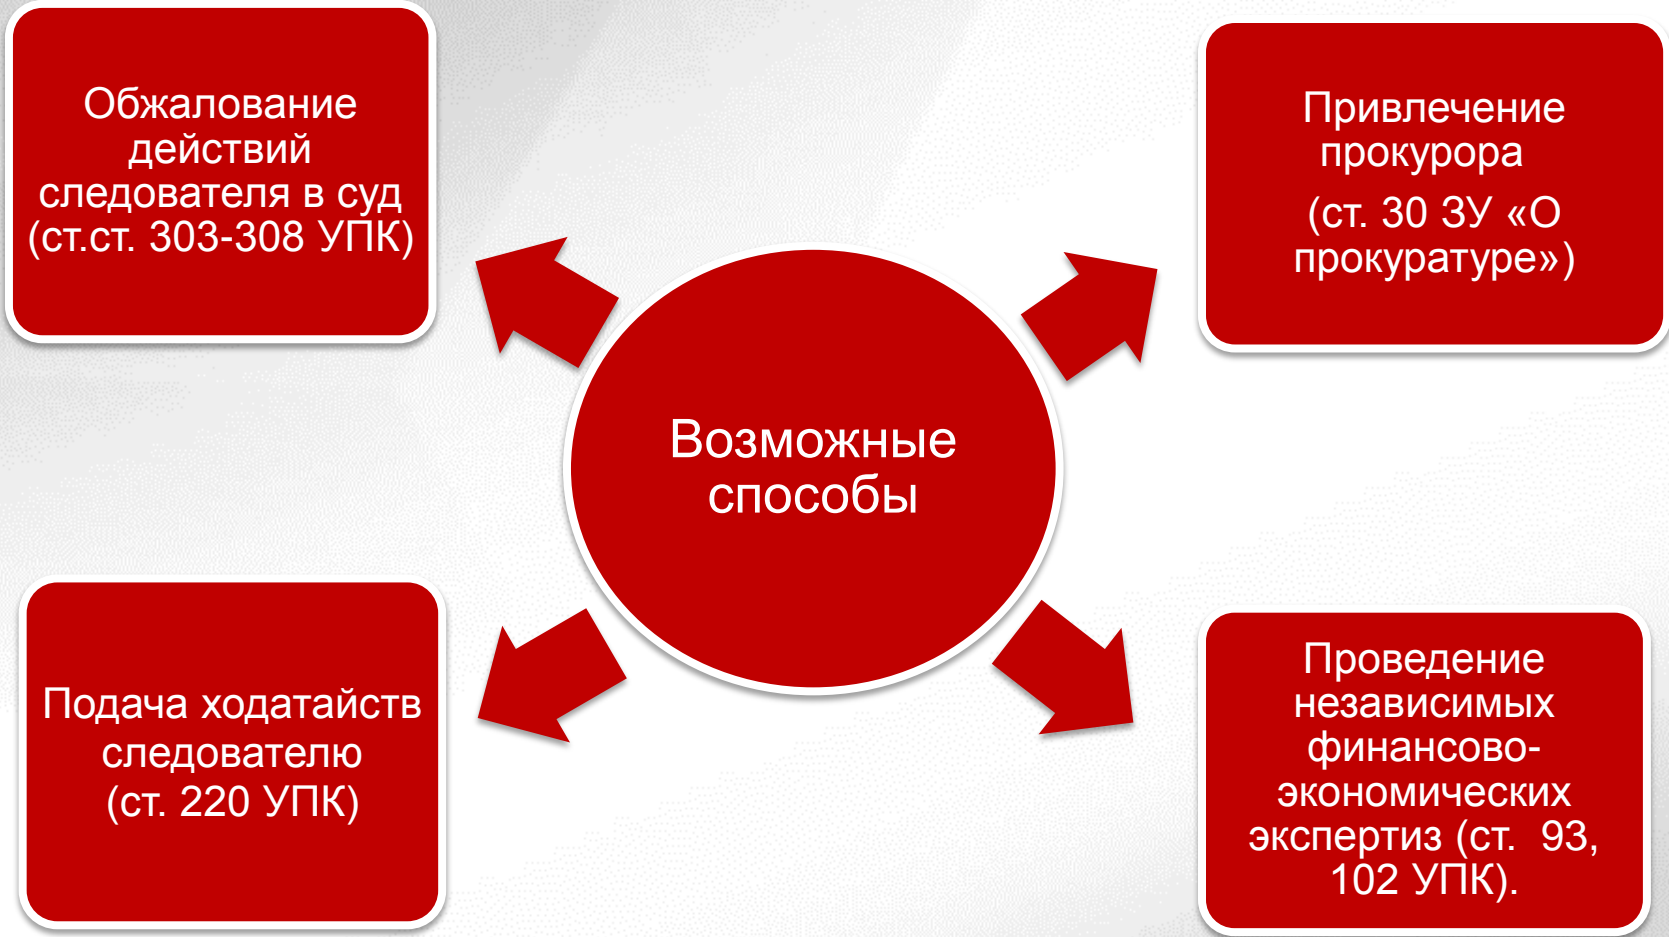 Обжалование
действий
следователя в суд
(ст.ст. 303-308 УПК)
Привлечение
прокурора
(ст. 30 ЗУ «О
прокуратуре»)
Возможные
способы
Подача ходатайств
следователю
(ст. 220 УПК)
Проведение
независимых
финансово-
экономических
экспертиз (ст. 93,
102 УПК).